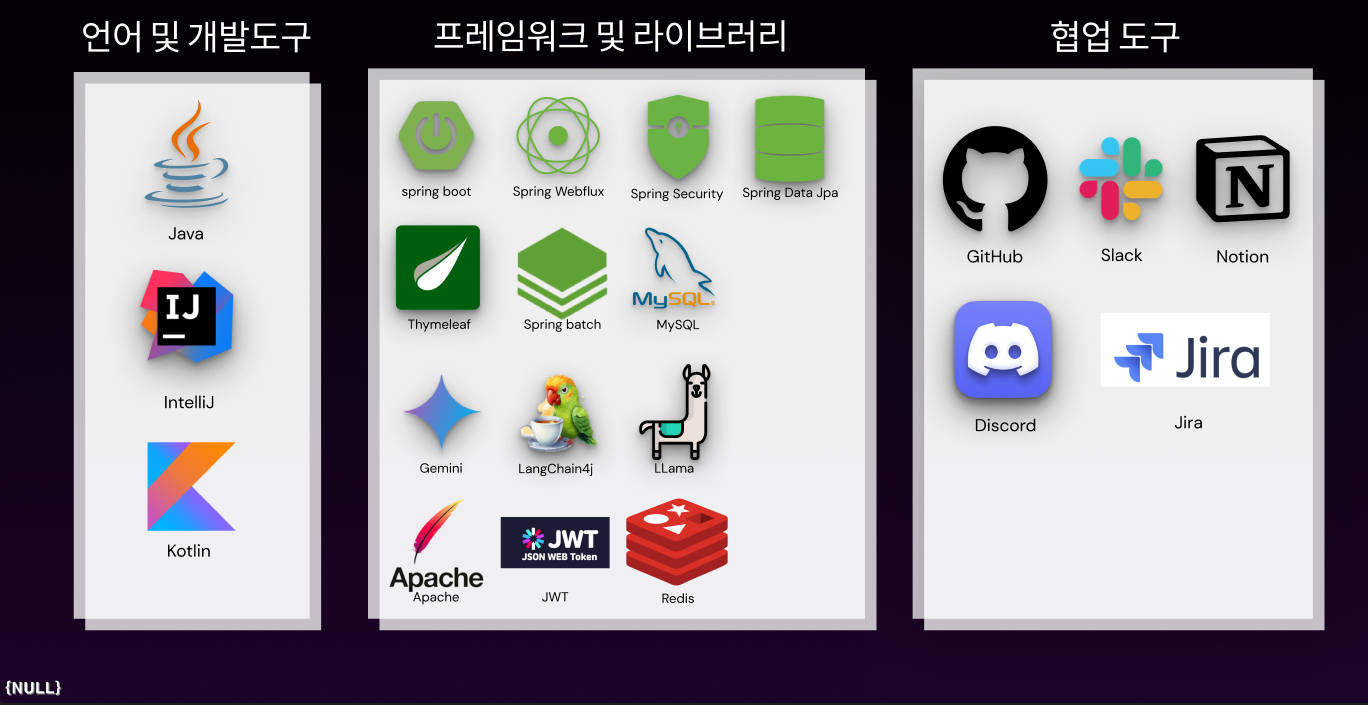 언어 및 개발도구
Java
IJ
IntelliJ
Kotlin
프레임워크 및 라이브러리
spring boot
Spring Webflux
Spring Security
Spring Data Jpa
MySQL
Thymeleaf
Spring batch
MySQL
Gemini
LangChain4j
LLama
Apache
JWT
JSON WEB Token
Apache
JWT
Redis
협업 도구
N
GitHub
Slack
Notion
Jira
Discord
Jira
{NULL}